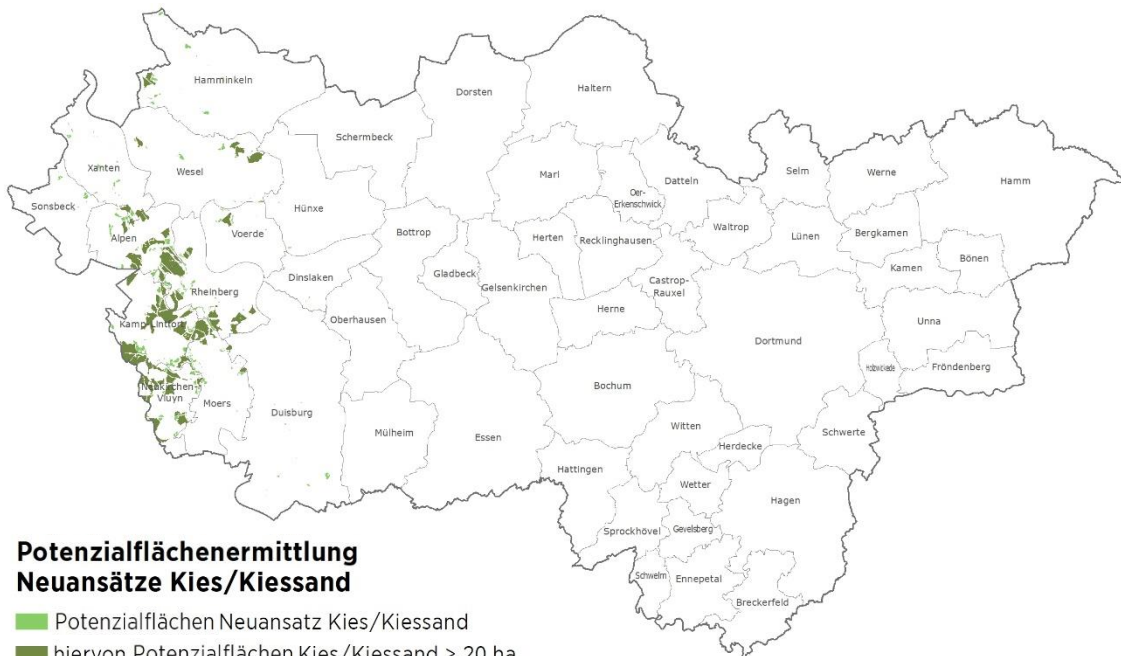 Hamminkeln
Dorsten
Haltern
Schermbeck
Xanten
Wesel
Marl
Oer-
Erkenschwick
Datteln
Selm
Werne
Hamm
Sonsbeck
Hünxe
Alpen
Voerde
Bottrop
Herten
Recklinghausen
Waltrop
Lünen
Bergkamen
Bönen
Dinslaken
Gladbeck
Gelsenkirchen
Castrop-
Rauxel
Kamen
Rheinberg
Oberhausen
Herne
Unna
Kamp-Lintfort
Dortmund
Holzwickede
Fröndenberg
Neukirchen-
Vluyn
Moers
Duisburg
Bochum
Mülheim
Essen
Witten
Herdecke
Schwerte
Hattingen
Wetter
Hagen
Sprockhövel
Gevelsberg
Schwelm
Ennepetal
Breckerfeld
Potenzialflächenermittlung
Neuansätze Kies/Kiessand
Potenzialflächen Neuansatz Kies/Kiessand
hiervon Potenzialflächen Kies/Kiessand > 20 ha